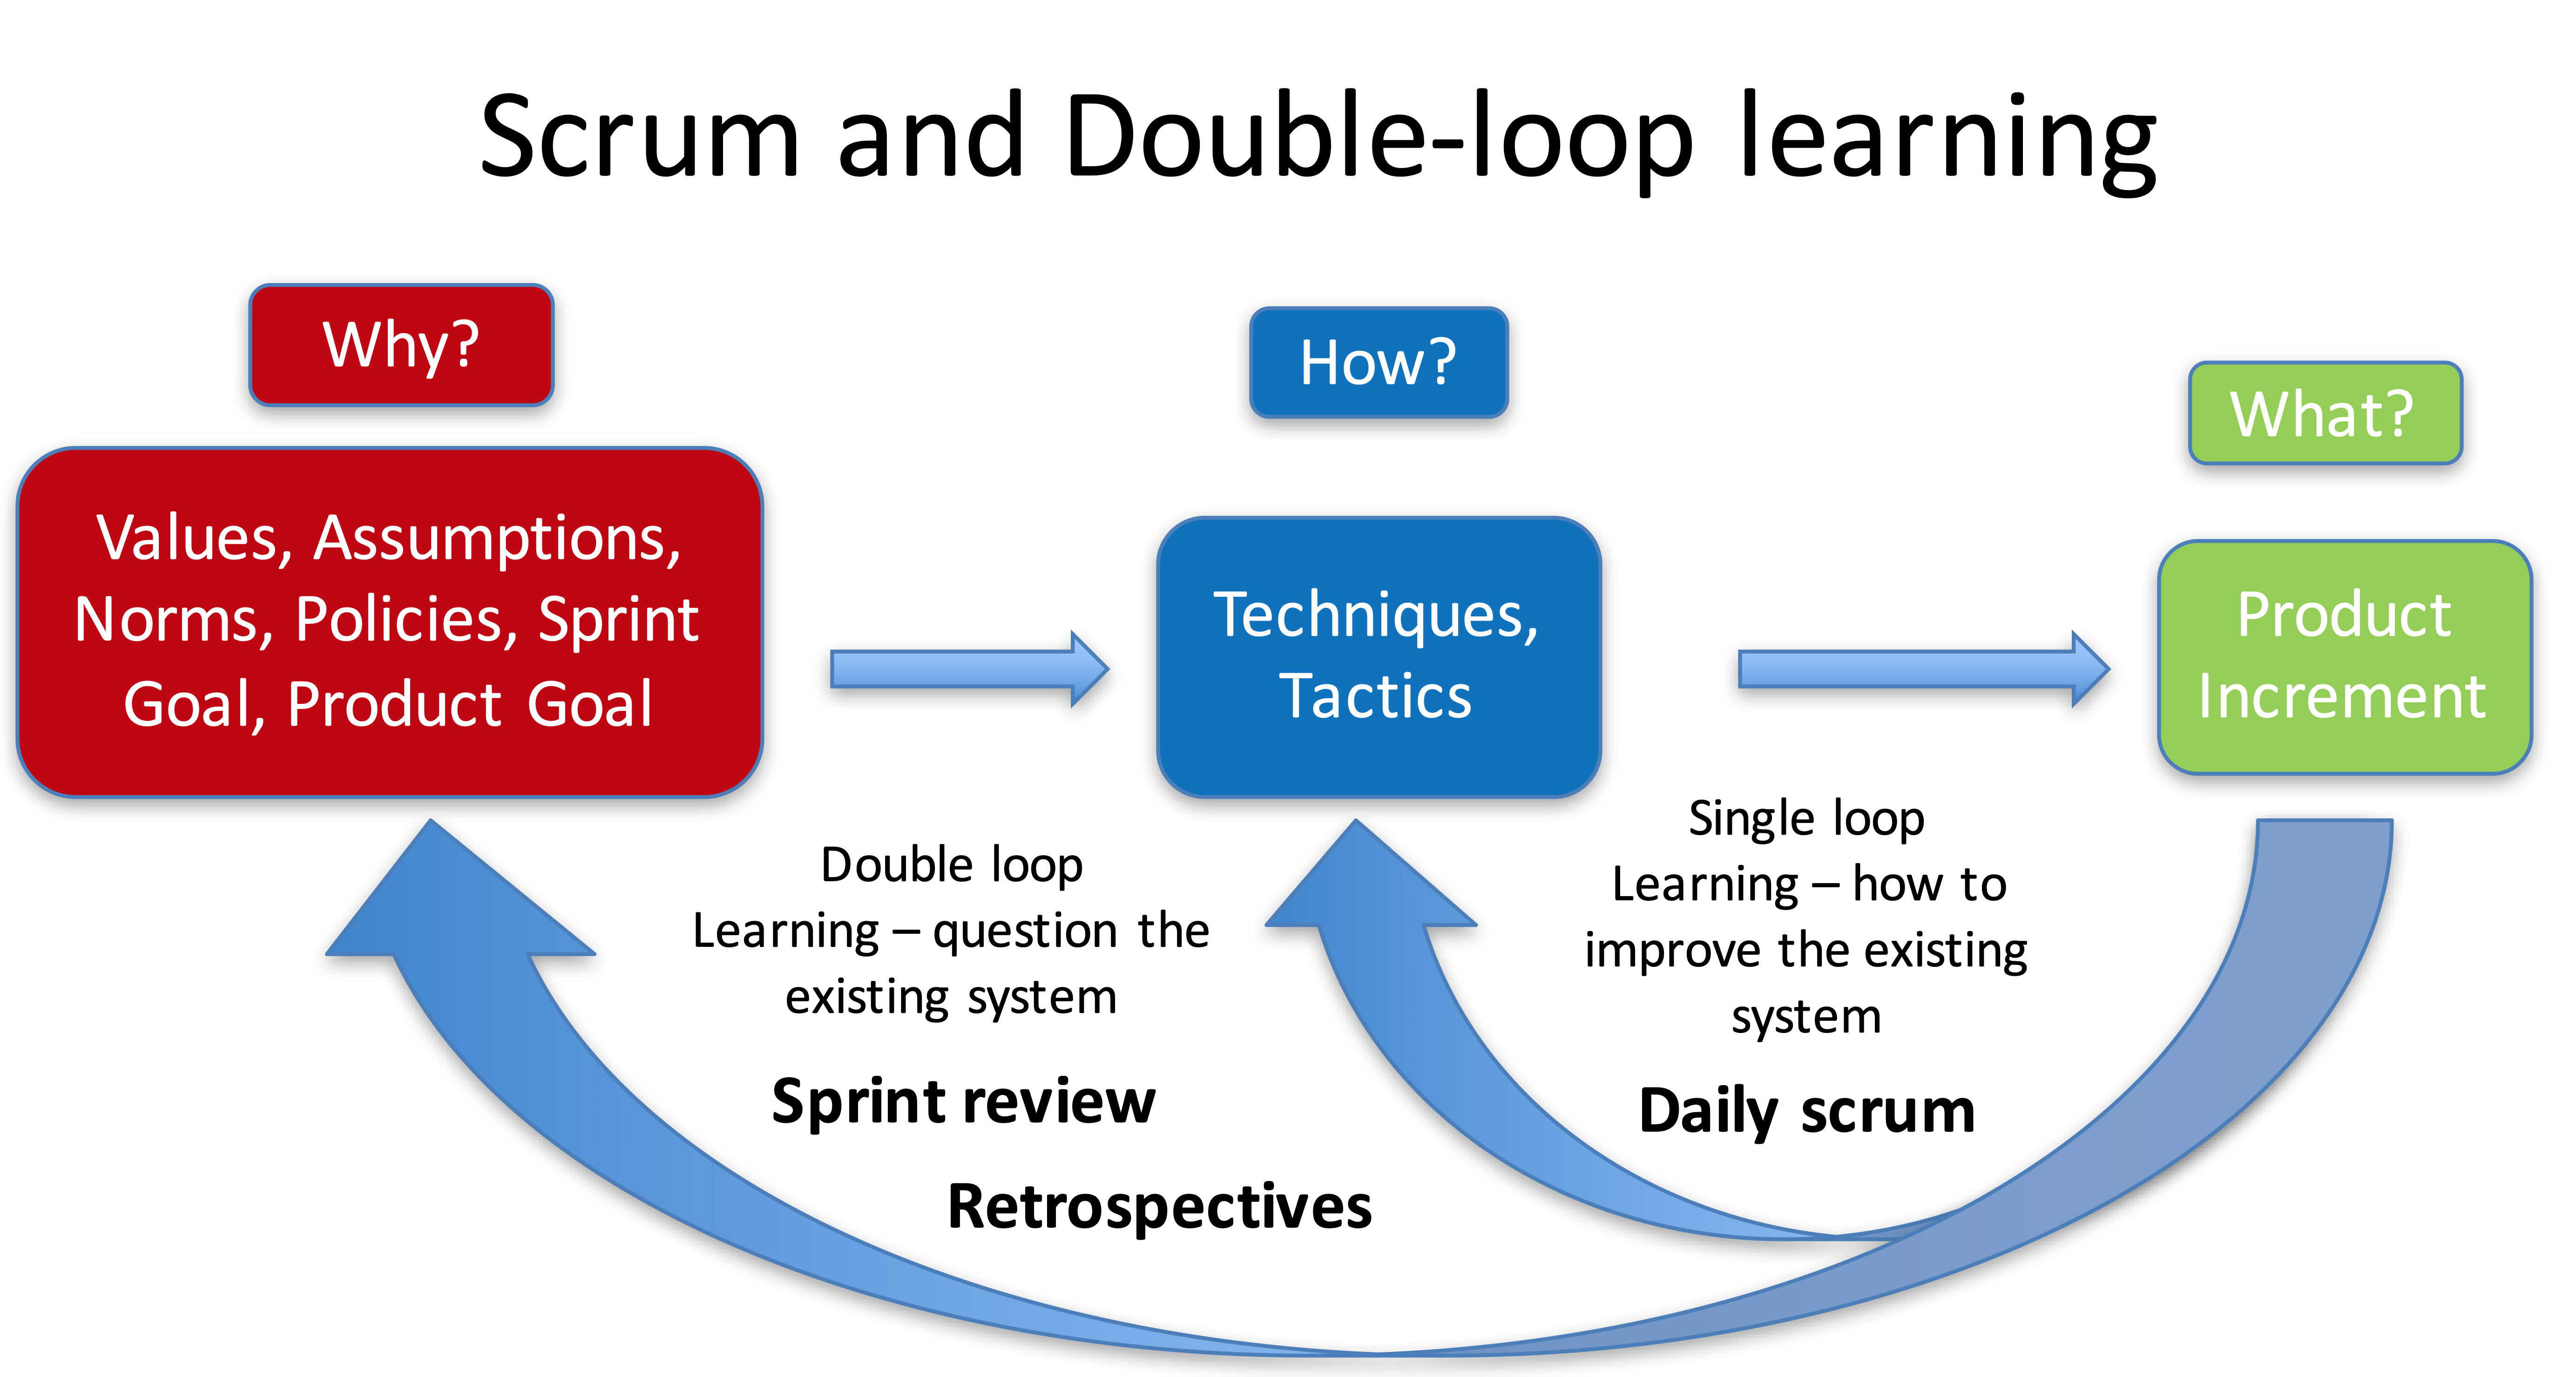 Scrum and Double-loop learning
Why?
How?
What?
Values, Assumptions,
Norms, Policies, Sprint
Goal, Product Goal
Techniques,
Tactics
Product
Increment
Double loop
Learning – question the
existing system
Sprint review
Retrospectives
Single loop
Learning – how to
improve the existing
system
Daily scrum